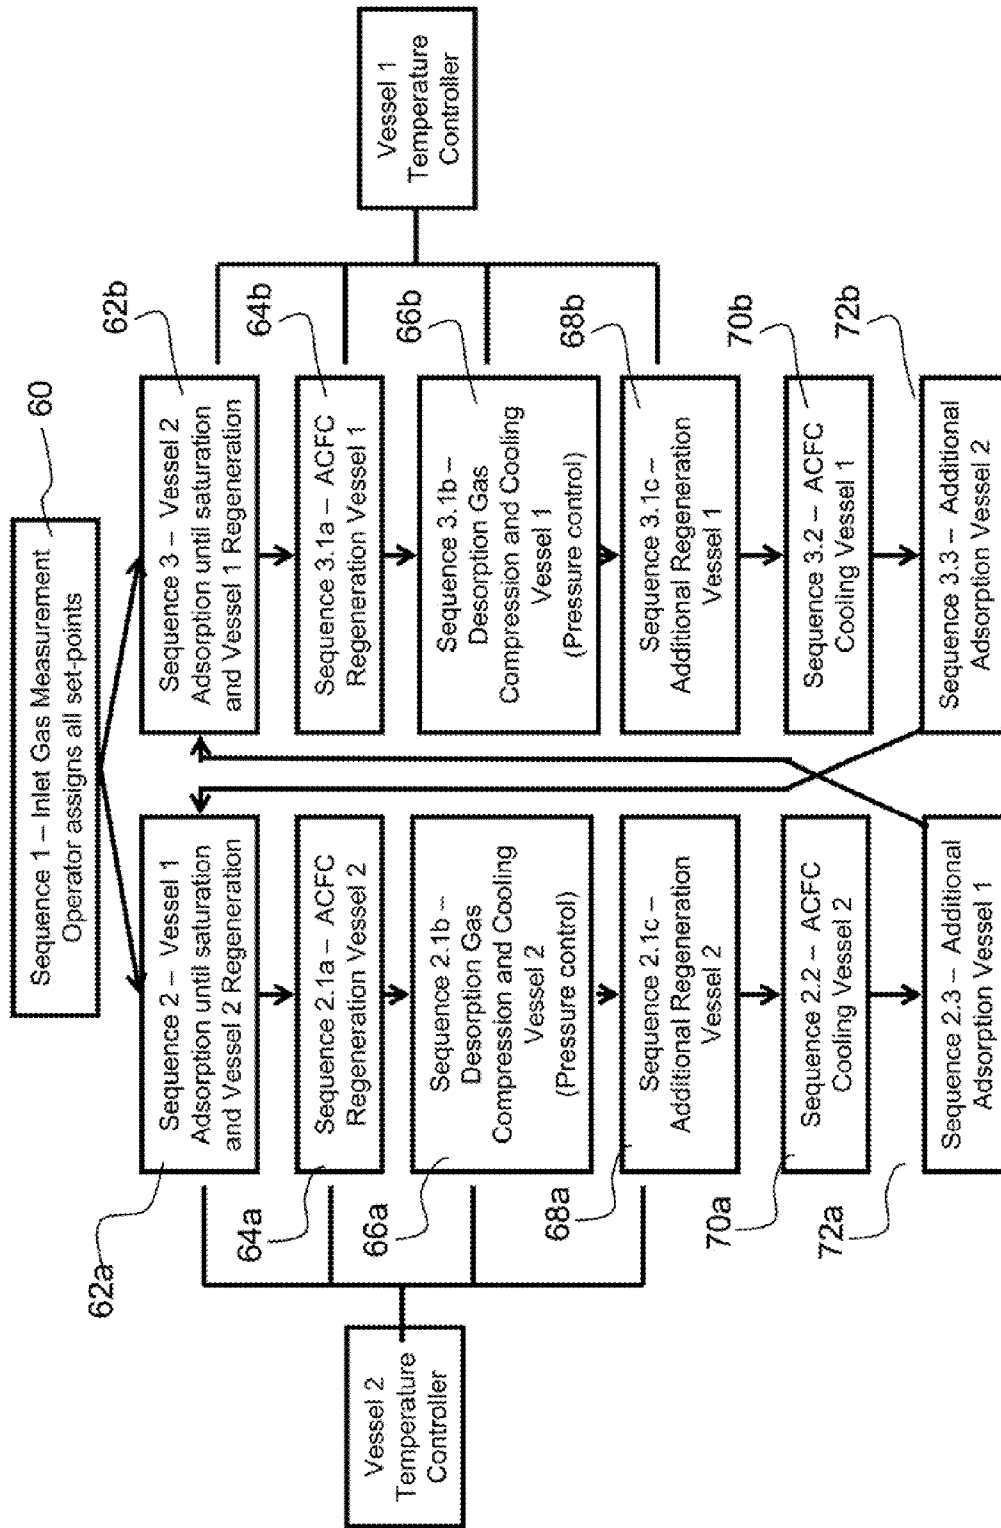 Sequence 1 – Inlet Gas Measurement
Operator assigns all set-points
60
Sequence 2 – Vessel 1
Adsorption until saturation
and Vessel 2 Regeneration
62a
Sequence 2.1a – ACFC
Regeneration Vessel 2
64a
Sequence 2.1b –
Desorption Gas
Compression and Cooling
Vessel 2
(Pressure control)
66a
Sequence 2.1c –
Additional Regeneration
Vessel 2
68a
Sequence 2.2 – ACFC
Cooling Vessel 2
70a
Sequence 2.3 – Additional
Adsorption Vessel 1
72a
Vessel 2
Temperature
Controller
Sequence 3 – Vessel 2
Adsorption until saturation
and Vessel 1 Regeneration
62b
Sequence 3.1a – ACFC
Regeneration Vessel 1
64b
Sequence 3.1b –
Desorption Gas
Compression and Cooling
Vessel 1
(Pressure control)
66b
Sequence 3.1c –
Additional Regeneration
Vessel 1
68b
Sequence 3.2 – ACFC
Cooling Vessel 1
70b
Sequence 3.3 – Additional
Adsorption Vessel 2
72b
Vessel 1
Temperature
Controller